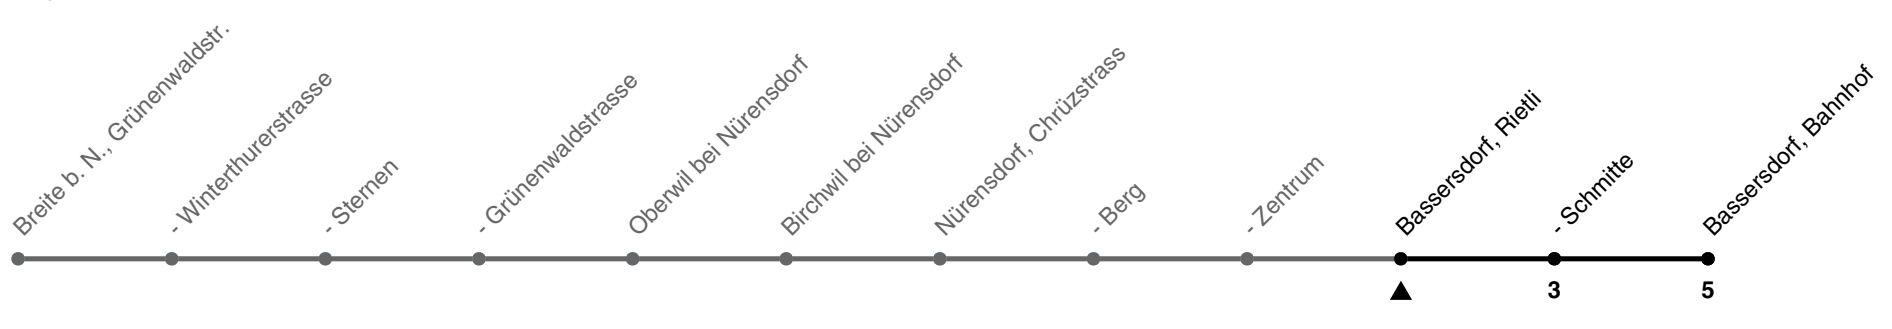 Breite b. N., Grünenwaldstr.
- Winterthurerstrasse
- Sternen
- Grünenwaldstrasse
Oberwil bei Nürensdorf
Birchwil bei Nürensdorf
Nürensdorf, Chrüzstrass
- Berg
- Zentrum
Bassersdorf, Rietli
- Schmitte
Bassersdorf, Bahnhof
3
5